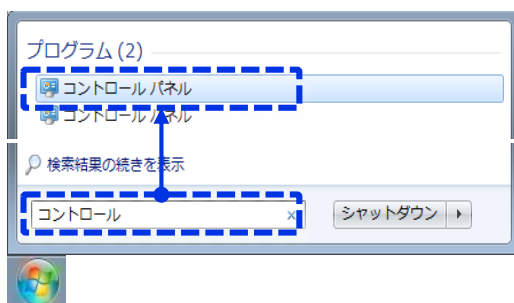 プログラム (2)
コントロール パネル
コントロール パネル
検索結果の続きを表示
コントロール
×
シャットダウン